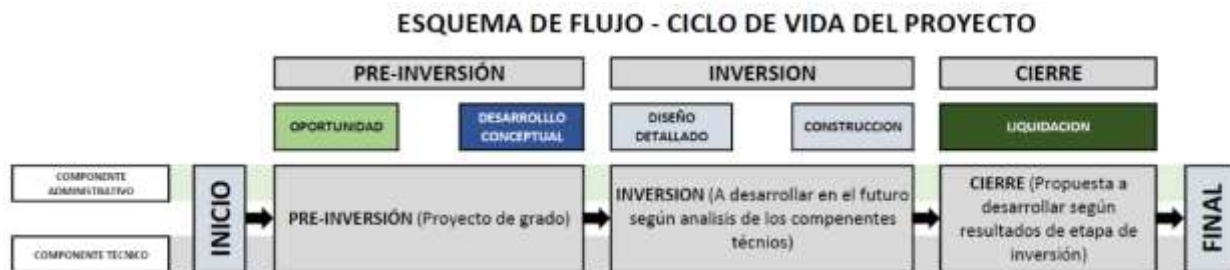 ESQUEMA DE FLUJO - CICLO DE VIDA DEL PROYECTO
PRE-INVERSIÓN
INVERSION
CIERRE
OPORTUNIDAD
DESARROLLLO
CONCEPTUAL
DISEÑO
DETALLADO
CONSTRUCCION
LIQUIDACION
COMPONENTE
ADMINISTRATIVO
COMPONENTE TÉCNICO
INICIO
PRE-INVERSIÓN (Proyecto de grado)
INVERSION (A desarrollar en el futuro
según analisis de los compenentes
técnios)
CIERRE (Propuesta a
desarrollar según
resultados de etapa de
inversión)
FINAL